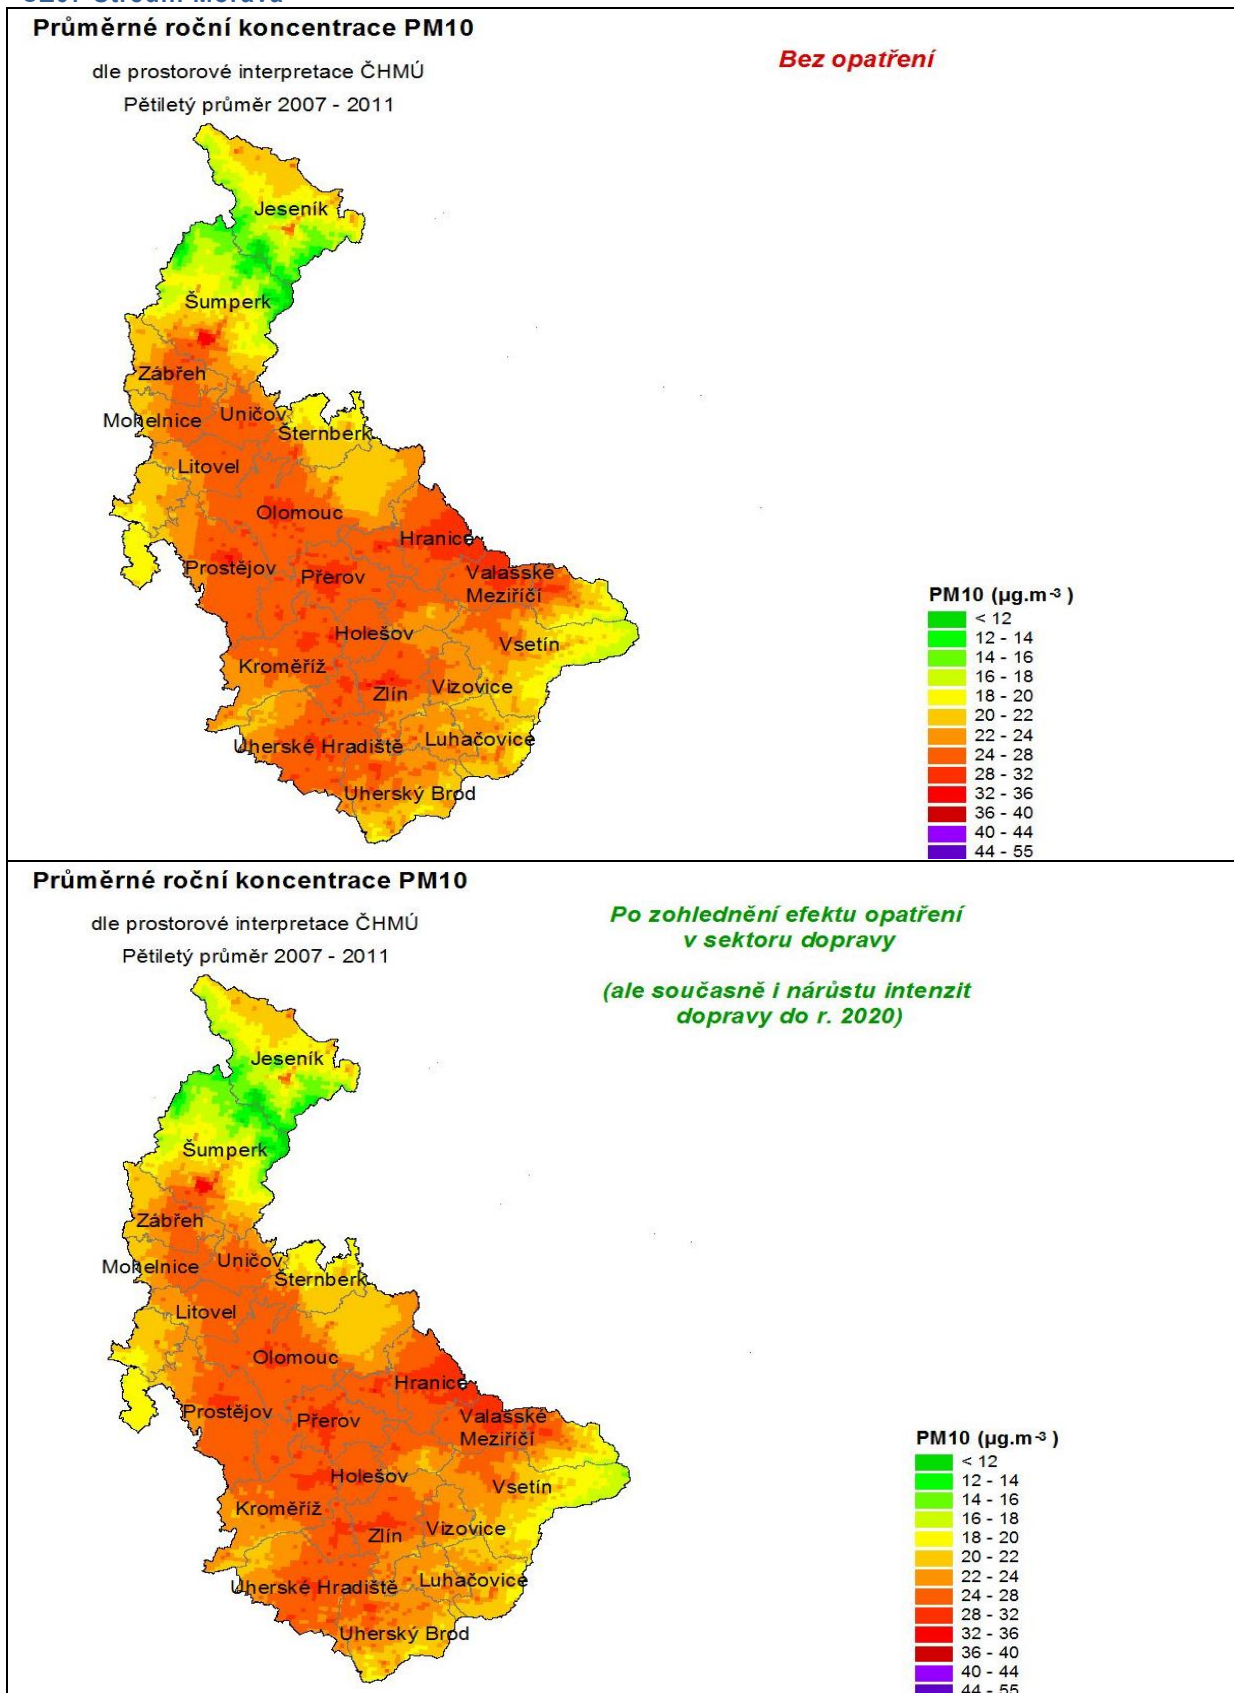 CZ07 Střední Morava
Průměrné roční koncentrace PM10
dle prostorové interpretace ČHMÚ
Pětiletý průměr 2007 - 2011
Bez opatření
Jeseník
Šumperk
Zábřeh
Mohelnice
Uničov
Šternberk
Litovel
Olomouc
Hranice
Prostějov
Přerov
Valašské
Meziříčí
Holešov
Vsetín
Kroměříž
Zlín
Vizovice
Uherské Hradiště
Luhačovice
Uherský Brod
PM10 (µg.m-3 )
< 12
12 - 14
14 - 16
16 - 18
18 - 20
20 - 22
22 - 24
24 - 28
28 - 32
32 - 36
36 - 40
40 - 44
44 - 55
Průměrné roční koncentrace PM10
dle prostorové interpretace ČHMÚ
Pětiletý průměr 2007 - 2011
Po zohlednění efektu opatření
v sektoru dopravy
(ale současně i nárůstu intenzit
dopravy do r. 2020)
Jeseník
Šumperk
Zábřeh
Mohelnice
Uničov
Šternberk
Litovel
Olomouc
Hranice
Prostějov
Přerov
Valašské
Meziříčí
Holešov
Vsetín
Kroměříž
Zlín
Vizovice
Uherské Hradiště
Luhačovice
Uherský Brod
PM10 (µg.m-3 )
< 12
12 - 14
14 - 16
16 - 18
18 - 20
20 - 22
22 - 24
24 - 28
28 - 32
32 - 36
36 - 40
40 - 44
44 - 55